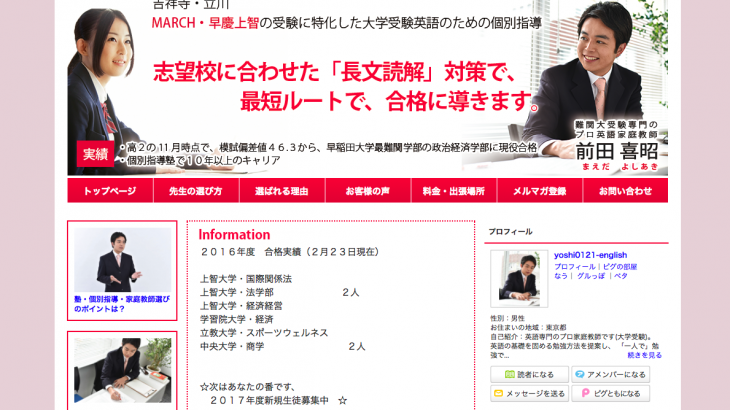 吉祥寺・立川
MARCH・早慶上智の受験に特化した大学受験英語のための個別指導
志望校に合わせた「長文読解」対策で、
最短ルートで、合格に導きます。
難関大受験専門の
プロ英語家庭教師
前田 喜昭
まえだ よしあき
実績
・高２の11月時点で、模試偏差値４６.３から、早稲田大学最難関学部の政治経済学部に現役合格
・個別指導塾で１０年以上のキャリア
トップページ
先生の選び方
選ばれる理由
お客様の声
料金・出張場所
メルマガ登録
お問い合わせ
塾・個別指導・家庭教師選び
のポイントは？
Information
２０１６年度　合格実績（２月２３日現在）
上智大学・国際関係法
上智大学・法学部　２人
上智大学・経済経営
学習院大学・経済
立教大学・スポーツウェルネス
中央大学・商学　２人
☆次はあなたの番です、
２０１７年度新規生徒募集中　☆
プロフィール
yoshi0121-english
プロフィール｜ピグの部屋
なう｜グルっぽ｜ペタ
性別：男性
お住まいの地域：東京都
自己紹介：英語専門のプロ家庭教師です(大学受験)。
英語の基礎を固める勉強方法を提案し、「一人で」勉
強で... 続きを見る
読者になる
アメンバーになる
メッセージを送る
ピグともになる